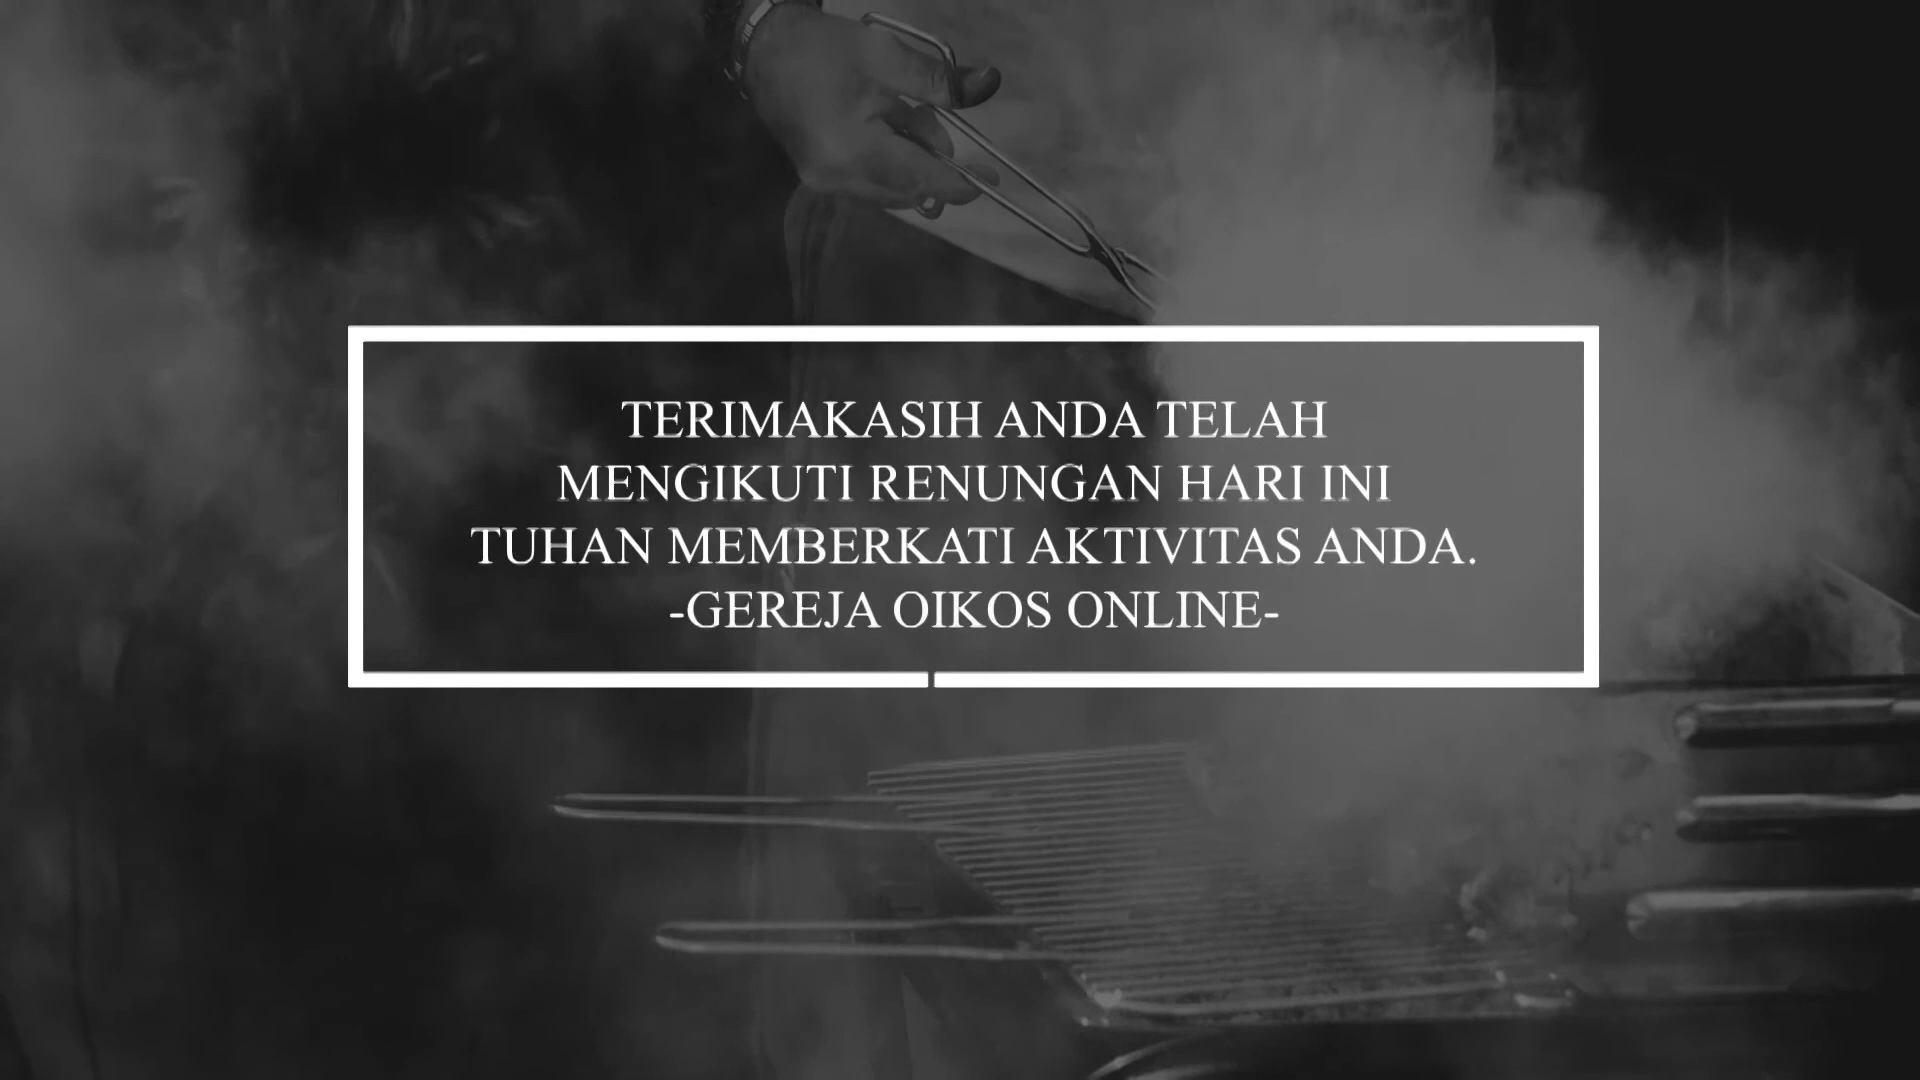 TERIMAKASIH ANDA TELAH
MENGIKUTI RENUNGAN HARI INI
TUHAN MEMBERKATI AKTIVITAS ANDA.
-GEREJA OIKOS ONLINE-